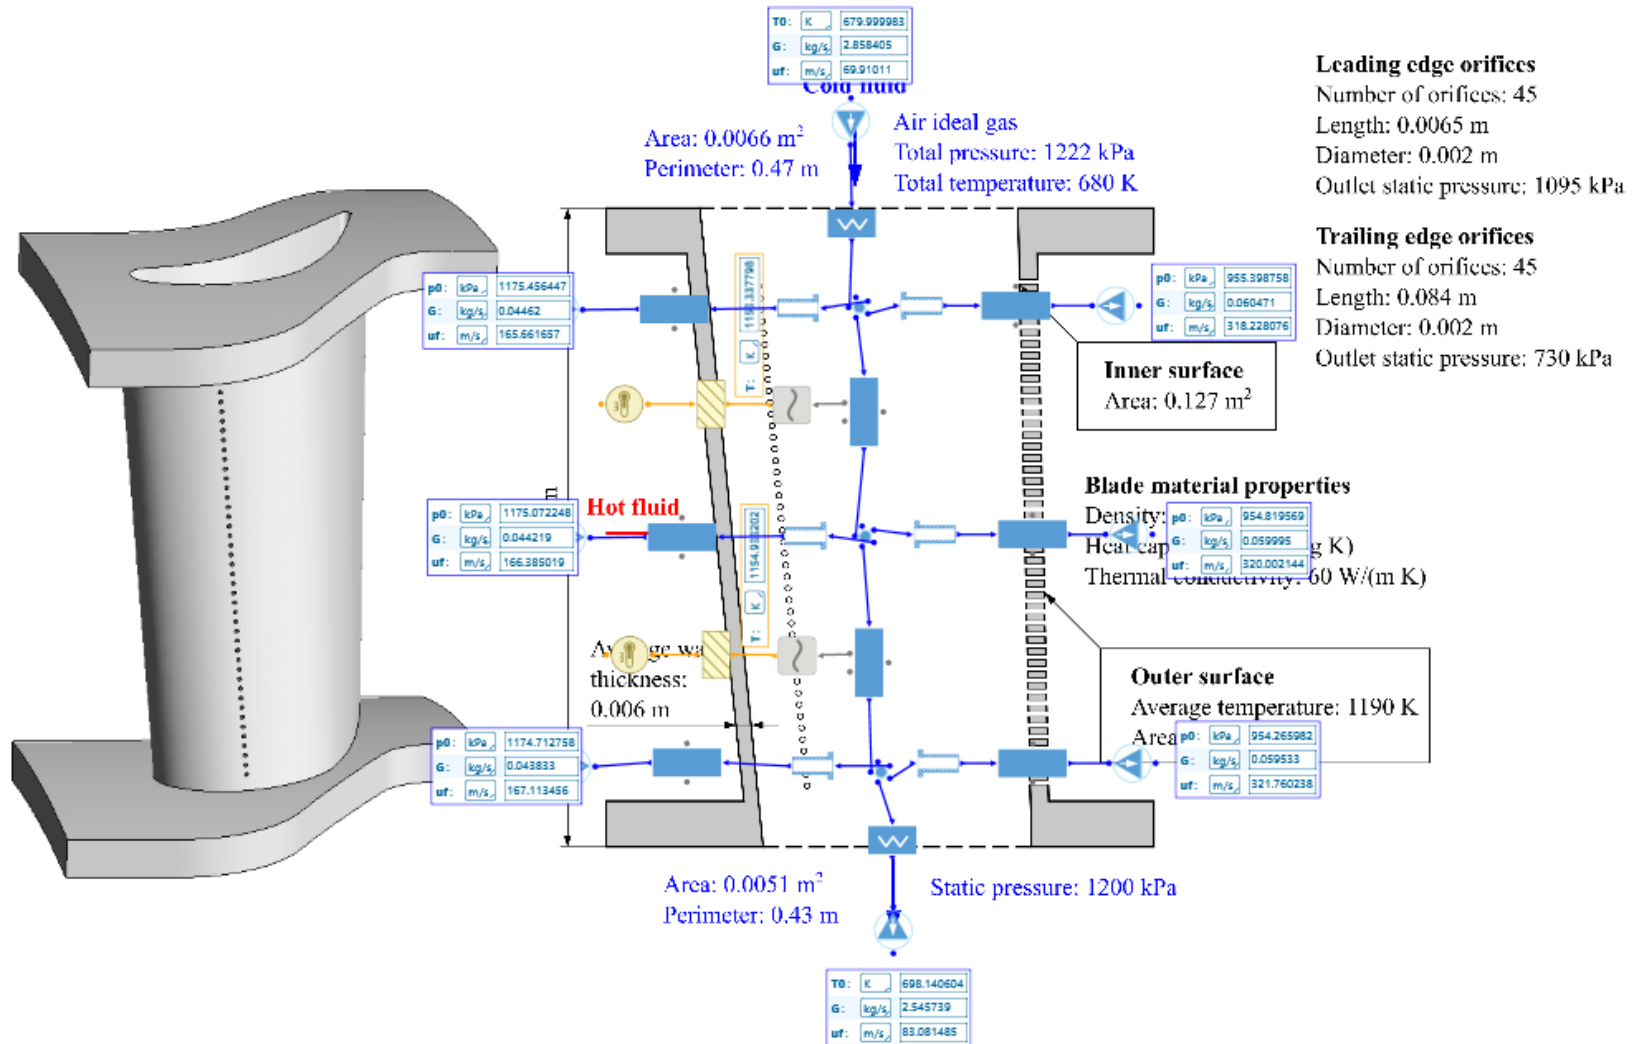 T0: K 679.999983
G: kg/s 2.858405
uf: m/s 69.91011
Cold fluid
Area: 0.0066 m²
Perimeter: 0.47 m
Air ideal gas
Total pressure: 1222 kPa
Total temperature: 680 K
Leading edge orifices
Number of orifices: 45
Length: 0.0065 m
Diameter: 0.002 m
Outlet static pressure: 1095 kPa
Trailing edge orifices
Number of orifices: 45
Length: 0.084 m
Diameter: 0.002 m
Outlet static pressure: 730 kPa
p0: kPa 1175.456447
G: kg/s 0.04462
uf: m/s 165.661657
T: K
p0: kPa 955.398758
G: kg/s 0.060471
uf: m/s 318.228076
Inner surface
Area: 0.127 m²
Hot fluid
m
p0: kPa 1175.072248
G: kg/s 0.044219
uf: m/s 166.385019
T: K
Blade material properties
Density:
Heat cap g K)
Thermal conductivity: 60 W/(m K)
p0: kPa 954.819569
G: kg/s 0.059995
uf: m/s 320.002144
Average wa
thickness:
0.006 m
Outer surface
Average temperature: 1190 K
Area
p0: kPa 1174.712758
G: kg/s 0.043833
uf: m/s 167.113456
p0: kPa 954.265982
G: kg/s 0.059533
uf: m/s 321.760238
Area: 0.0051 m²
Perimeter: 0.43 m
Static pressure: 1200 kPa
T0: K 698.140604
G: kg/s 2.545739
uf: m/s 83.081485